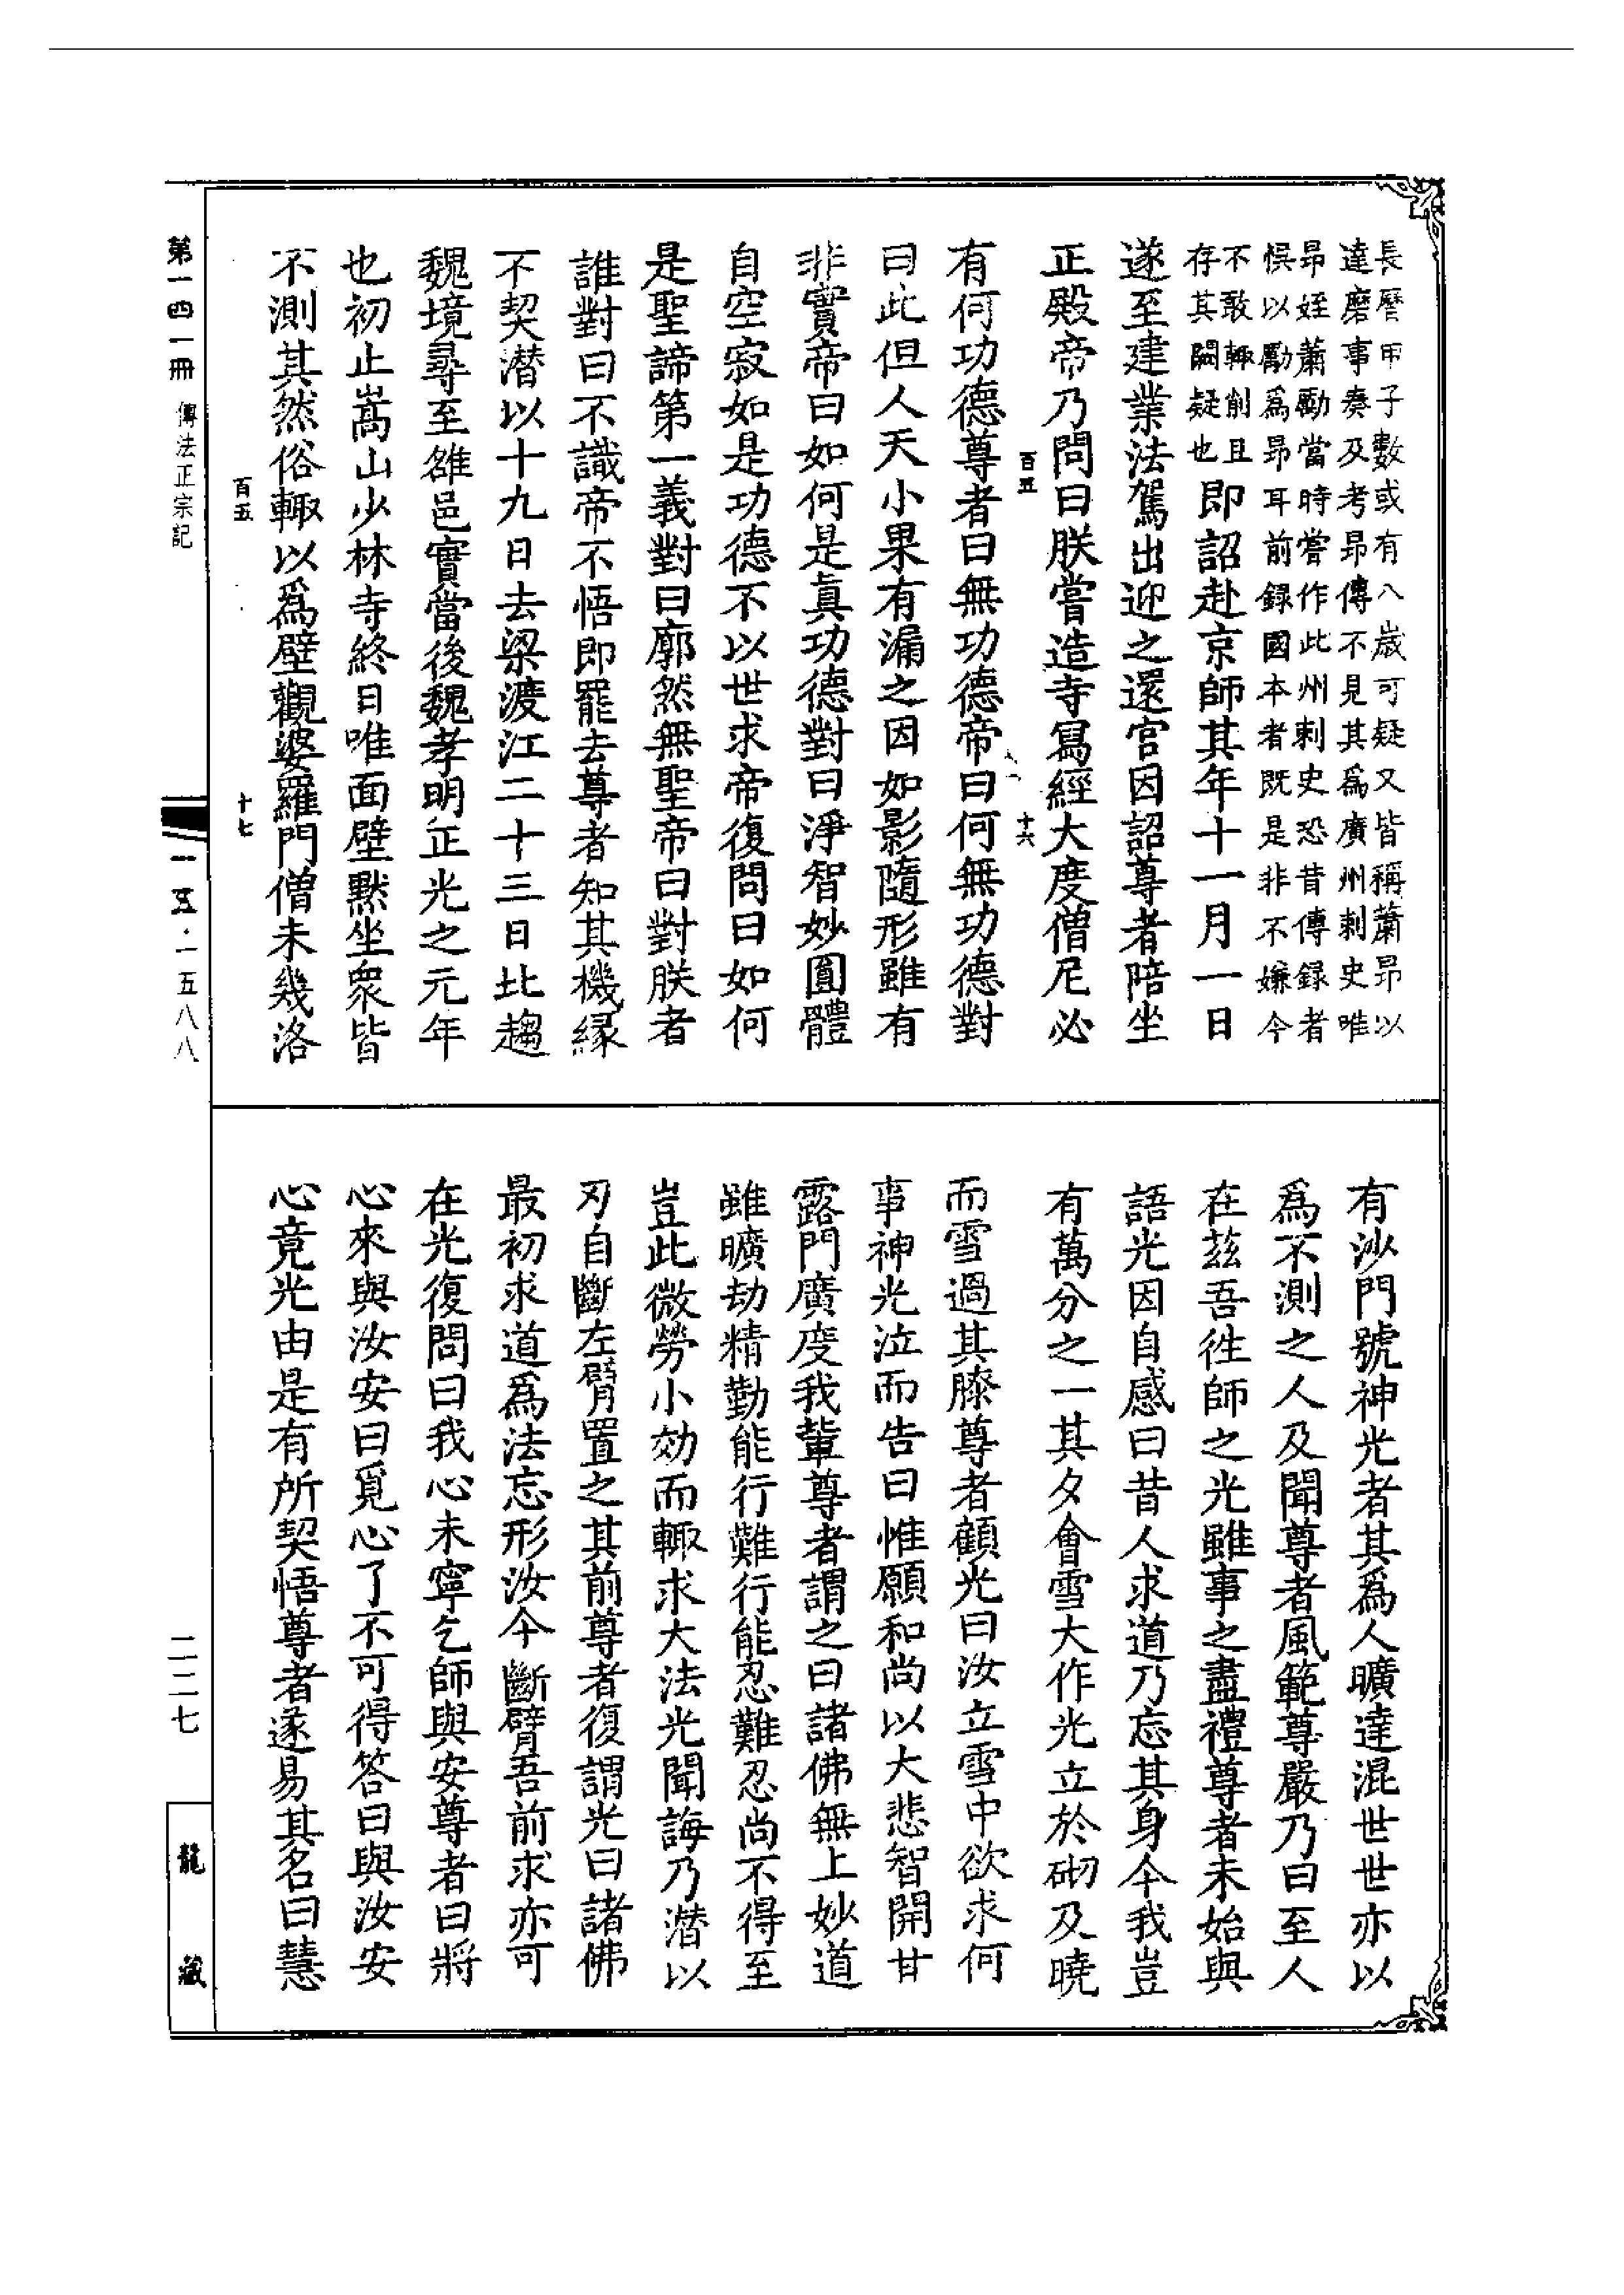 長曆甲子數或有八歲可疑又皆稱蕭昂以
達磨事奏及考昂傳不見其爲廣州刺史唯
昂姪蕭勵當時嘗作此州刺史恐昔傳録者
悮以勵爲昂耳前録國本者既是非不嫌今
不敢輙削且
存其闕疑也
即詔赴京師其年十一月一日
遂至建業法駕出迎之還宫因詔尊者陪坐
正殿帝乃問曰朕嘗造寺寫經大度僧尼必
百五 十六
有何功德尊者曰無功德帝曰何無功德對
曰此但人天小果有漏之因如影隨形雖有
非實帝曰如何是真功德對曰淨智妙圓體
自空寂如是功德不以世求帝復問曰如何
是聖諦第一義對曰廓然無聖帝曰對朕者
誰對曰不識帝不悟即罷去尊者知其機縁
不契潛以十九日去梁渡江二十三日北趨
魏境尋至雒邑實當後魏孝明正光之元年
也初止嵩山少林寺終日唯面壁黙坐衆皆
不測其然俗輙以爲壁觀婆羅門僧未幾洛
百五 十七
有沙門號神光者其爲人曠達混世世亦以
爲不測之人及聞尊者風範尊嚴乃曰至人
在茲吾徃師之光雖事之盡禮尊者未始與
語光因自感曰昔人求道乃忘其身今我豈
有萬分之一其夕會雪大作光立於砌及曉
而雪過其膝尊者顧光曰汝立雪中欲求何
事神光泣而告曰惟願和尚以大悲智開甘
露門廣度我輩尊者謂之曰諸佛無上妙道
雖曠劫精勤能行難行能忍難忍尚不得至
豈此微勞小効而輙求大法光聞誨乃潛以
刃自斷左臂置之其前尊者復謂光曰諸佛
最初求道爲法忘形汝今斷臂吾前求亦可
在光復問曰我心未寧乞師與安尊者曰將
心來與汝安曰覓心了不可得答曰與汝安
心竟光由是有所契悟尊者遂易其名曰慧
第一四一冊 傳法正宗記
一五·一五八八
二二七
龍藏